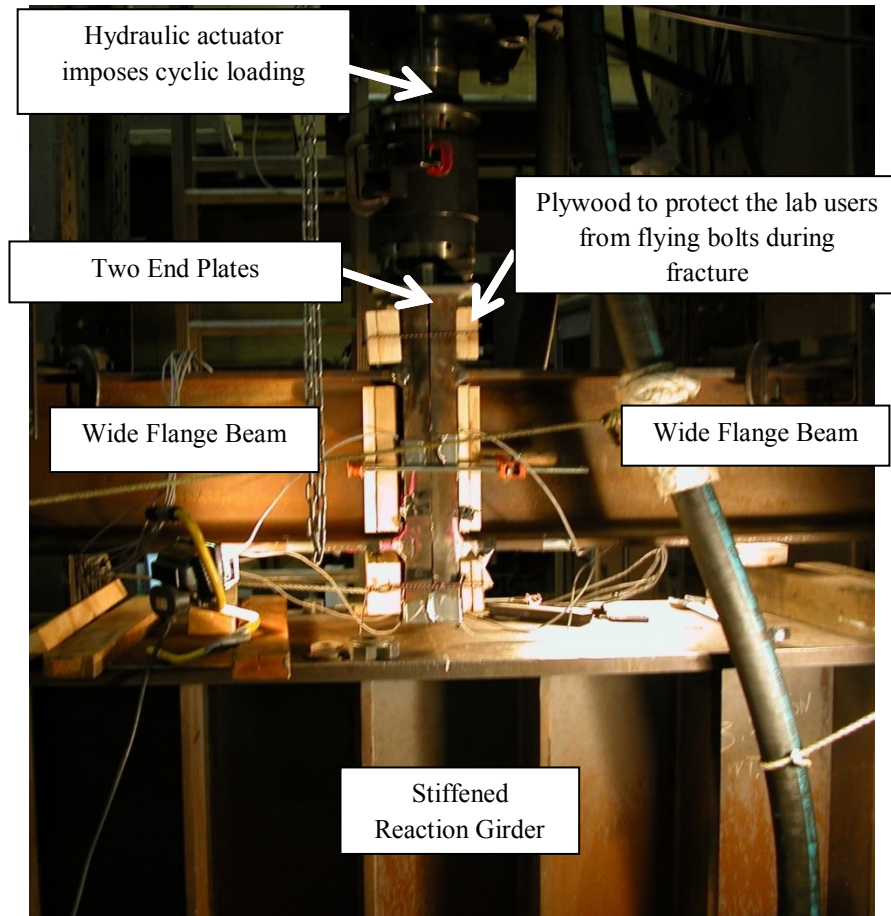 Hydraulic actuator
imposes cyclic loading
Plywood to protect the lab users
from flying bolts during
fracture
Two End Plates
Wide Flange Beam
Wide Flange Beam
Stiffened
Reaction Girder